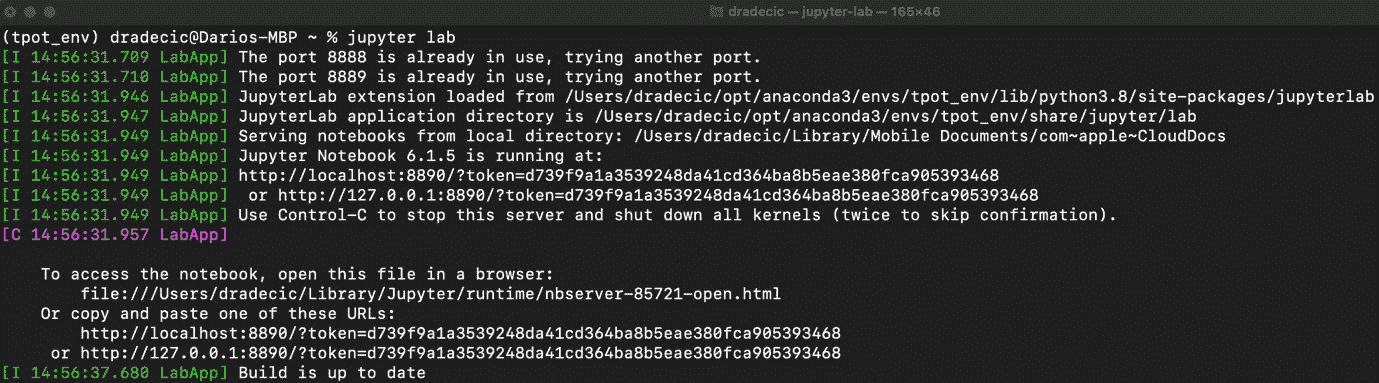 dradecic — jupyter-lab — 165×46
(tpot_env) dradecic@Darios-MBP ~ % jupyter lab
[I 14:56:31.709 LabApp] The port 8888 is already in use, trying another port.
[I 14:56:31.710 LabApp] The port 8889 is already in use, trying another port.
[I 14:56:31.946 LabApp] JupyterLab extension loaded from /Users/dradecic/opt/anaconda3/envs/tpot_env/lib/python3.8/site-packages/jupyterlab
[I 14:56:31.947 LabApp] JupyterLab application directory is /Users/dradecic/opt/anaconda3/envs/tpot_env/share/jupyter/lab
[I 14:56:31.949 LabApp] Serving notebooks from local directory: /Users/dradecic/Library/Mobile Documents/com~apple~CloudDocs
[I 14:56:31.949 LabApp] Jupyter Notebook 6.1.5 is running at:
[I 14:56:31.949 LabApp] http://localhost:8890/?token=d739f9a1a3539248da41cd364ba8b5eae380fca905393468
[I 14:56:31.949 LabApp]  or http://127.0.0.1:8890/?token=d739f9a1a3539248da41cd364ba8b5eae380fca905393468
[I 14:56:31.949 LabApp] Use Control-C to stop this server and shut down all kernels (twice to skip confirmation).
[C 14:56:31.957 LabApp]
To access the notebook, open this file in a browser:
file:///Users/dradecic/Library/Jupyter/runtime/nbserver-85721-open.html
Or copy and paste one of these URLs:
http://localhost:8890/?token=d739f9a1a3539248da41cd364ba8b5eae380fca905393468
or http://127.0.0.1:8890/?token=d739f9a1a3539248da41cd364ba8b5eae380fca905393468
[I 14:56:37.680 LabApp] Build is up to date